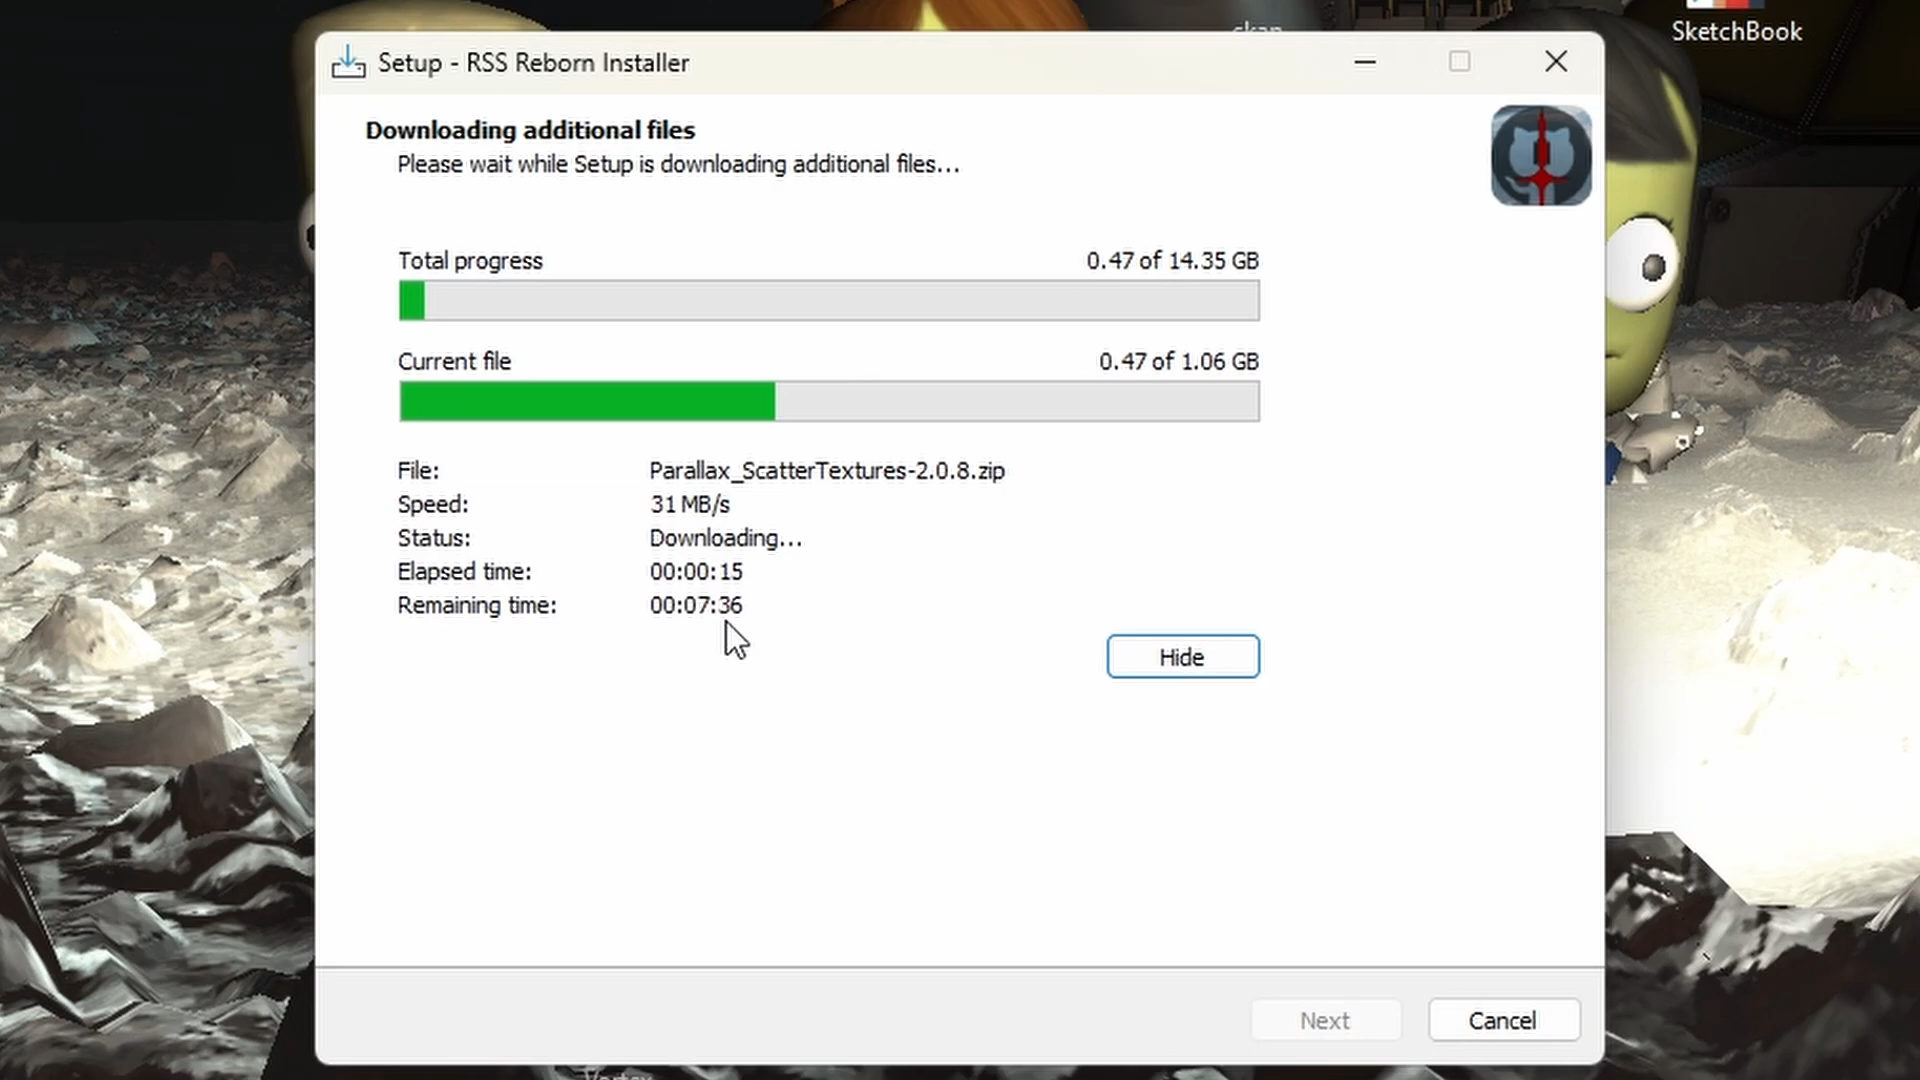 SketchBook
Setup - RSS Reborn Installer
Downloading additional files
Please wait while Setup is downloading additional files...
Total progress 0.47 of 14.35 GB
Current file 0.47 of 1.06 GB
File: Parallax_ScatterTextures-2.0.8.zip
Speed: 31 MB/s
Status: Downloading...
Elapsed time: 00:00:15
Remaining time: 00:07:36
Hide
Next Cancel